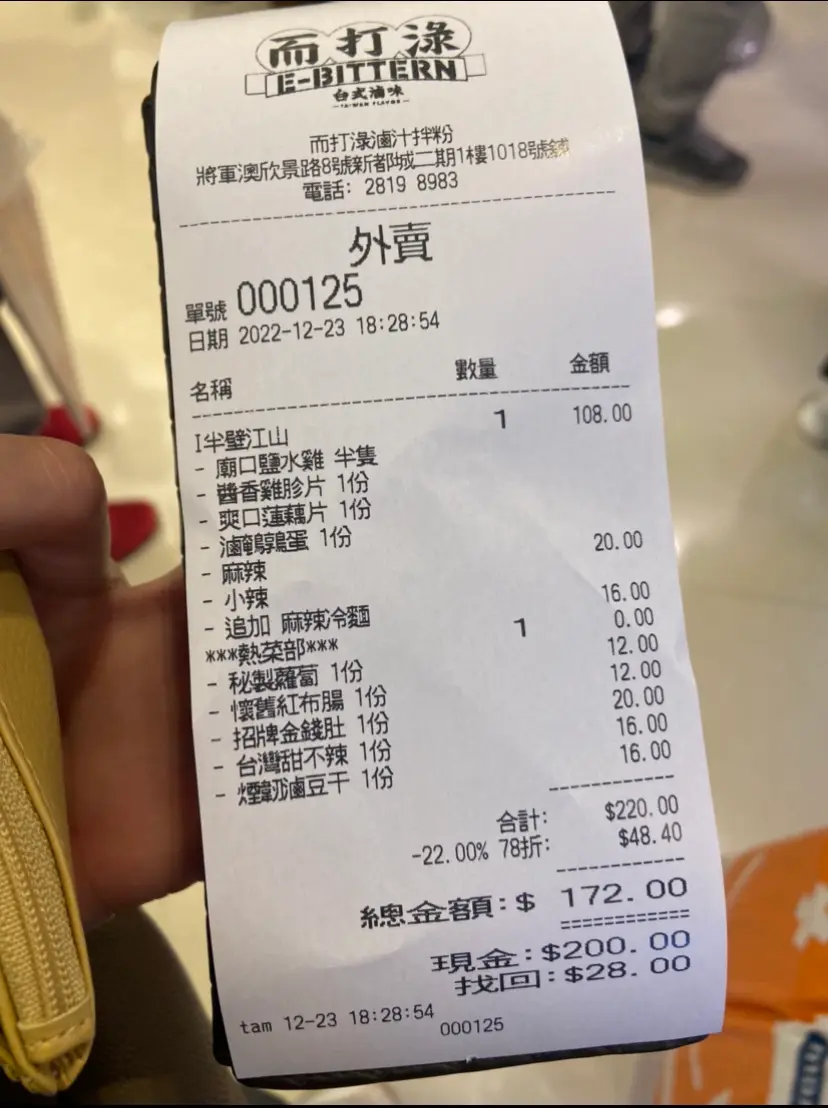 而打淥
E-BITTERN
台式滷味
TAIWAN FLAVOR
而打淥滷汁拌粉
將軍澳欣景路8號新都城二期1樓1018號鋪
電話: 2819 8983
外賣
單號 000125
日期 2022-12-23 18:28:54
名稱 數量 金額
I半壁江山 1 108.00
- 廟口鹽水雞 半隻
- 醬香雞胗片 1份
- 爽口蓮藕片 1份
- 滷鵪鶉蛋 1份
- 麻辣 20.00
- 小辣
- 追加 麻辣冷麵 16.00
***熱菜部*** 1 0.00
- 秘製蘿蔔 1份 12.00
- 懷舊紅布腸 1份 12.00
- 招牌金錢肚 1份 20.00
- 台灣甜不辣 1份 16.00
- 煙韌滷豆干 1份 16.00
合計: $220.00
-22.00% 78折: $48.40
總金額:$ 172.00
現金:$200.00
找回:$28.00
tam 12-23 18:28:54 000125